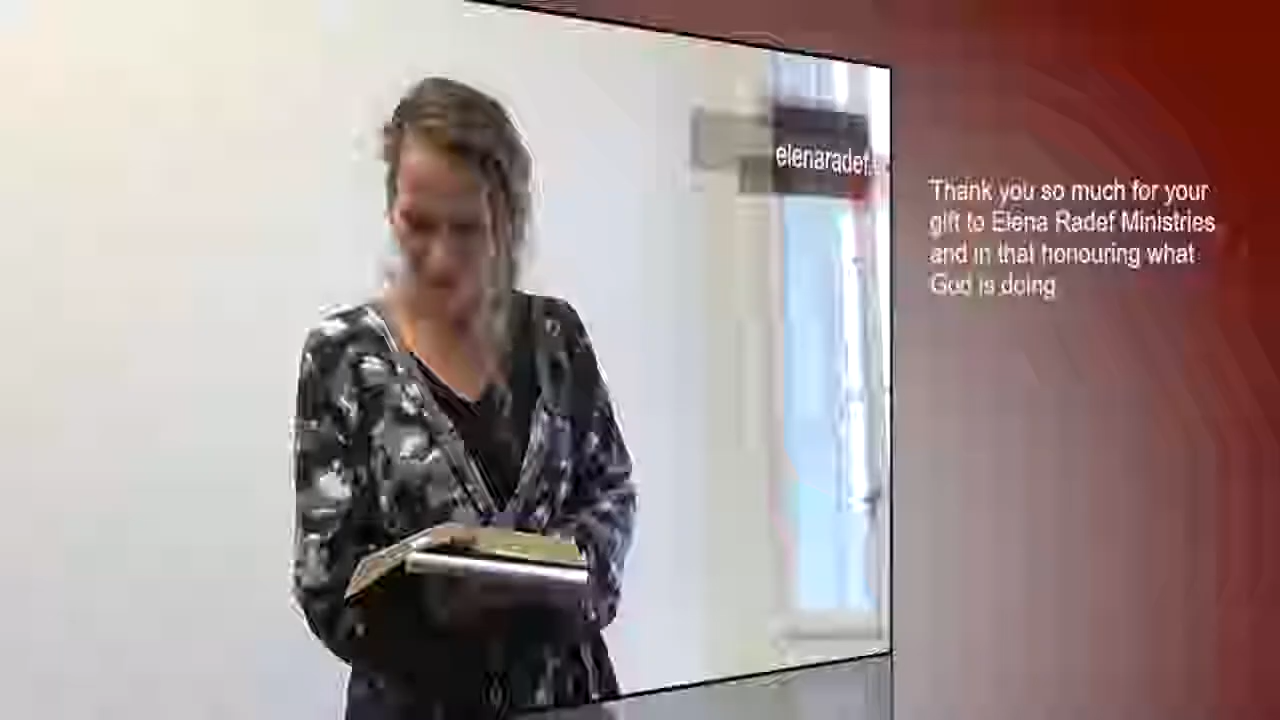 elenaradef.
Thank you so much for your
gift to Elena Radef Ministries
and in that honouring what
God is doing